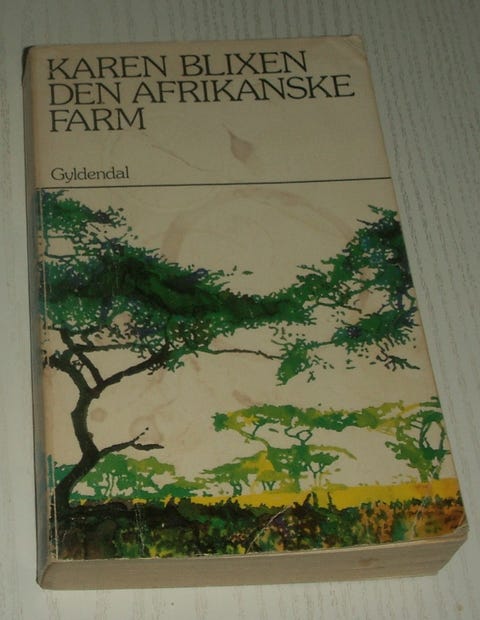 KAREN BLIXEN
DEN AFRIKANSKE
FARM
Gyldendal